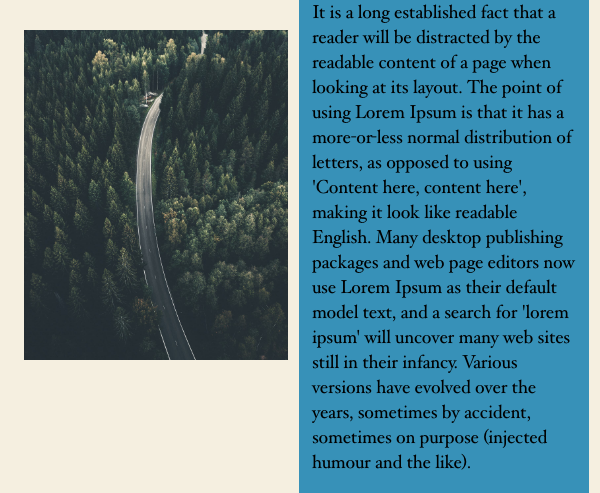 It is a long established fact that a
reader will be distracted by the
readable content of a page when
looking at its layout. The point of
using Lorem Ipsum is that it has a
more-or-less normal distribution of
letters, as opposed to using
'Content here, content here',
making it look like readable
English. Many desktop publishing
packages and web page editors now
use Lorem Ipsum as their default
model text, and a search for 'lorem
ipsum' will uncover many web sites
still in their infancy. Various
versions have evolved over the
years, sometimes by accident,
sometimes on purpose (injected
humour and the like).